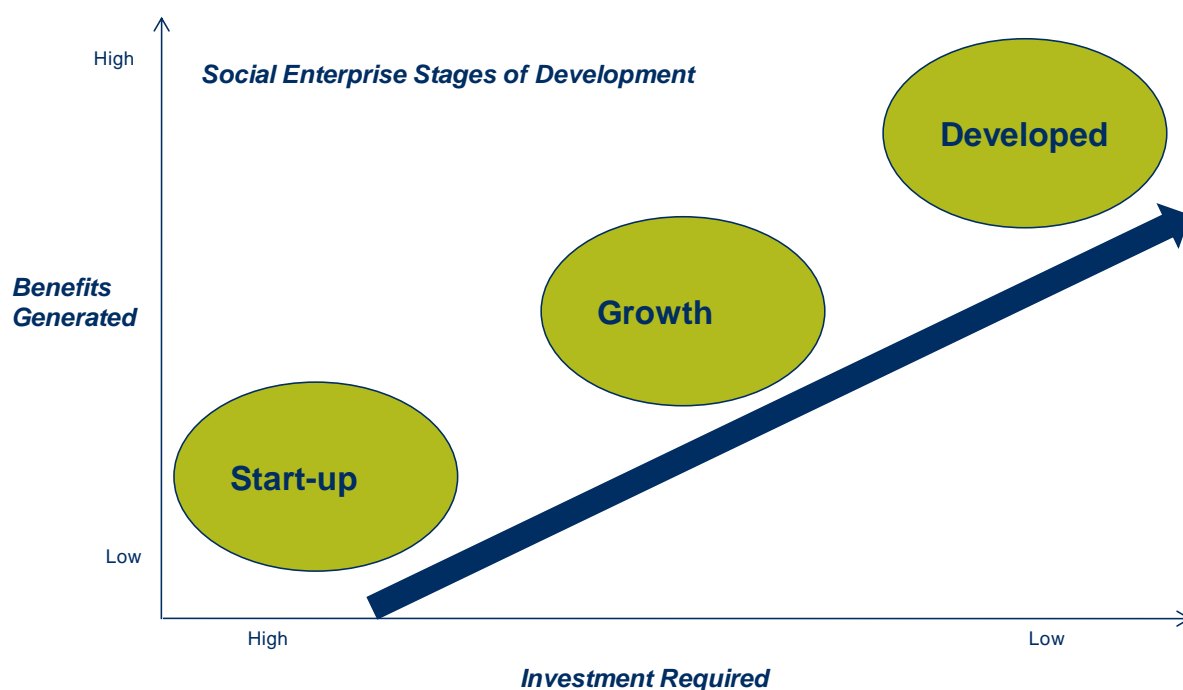 High
Social Enterprise Stages of Development
Developed
Benefits
Generated
Growth
Start-up
Low
High
Low
Investment Required